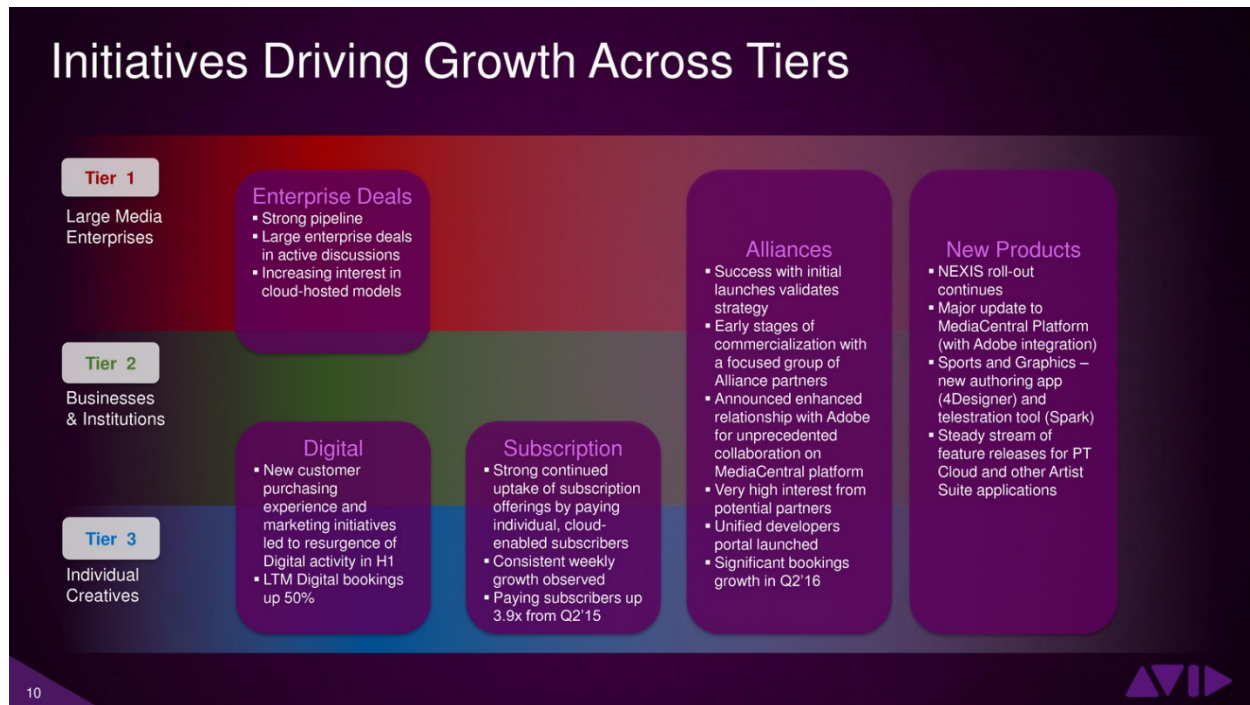 Initiatives Driving Growth Across Tiers
Tier 1
Large Media
Enterprises
Tier 2
Businesses
& Institutions
Tier 3
Individual
Creatives
Enterprise Deals
▪ Strong pipeline
▪ Large enterprise deals
in active discussions
▪ Increasing interest in
cloud-hosted models
Digital
▪ New customer
purchasing
experience and
marketing initiatives
led to resurgence of
Digital activity in H1
▪ LTM Digital bookings
up 50%
Subscription
▪ Strong continued
uptake of subscription
offerings by paying
individual, cloud-
enabled subscribers
▪ Consistent weekly
growth observed
▪ Paying subscribers up
3.9x from Q2’15
Alliances
▪ Success with initial
launches validates
strategy
▪ Early stages of
commercialization with
a focused group of
Alliance partners
▪ Announced enhanced
relationship with Adobe
for unprecedented
collaboration on
MediaCentral platform
▪ Very high interest from
potential partners
▪ Unified developers
portal launched
▪ Significant bookings
growth in Q2’16
New Products
▪ NEXIS roll-out
continues
▪ Major update to
MediaCentral Platform
(with Adobe integration)
▪ Sports and Graphics –
new authoring app
(4Designer) and
telestration tool (Spark)
▪ Steady stream of
feature releases for PT
Cloud and other Artist
Suite applications
10
AVID